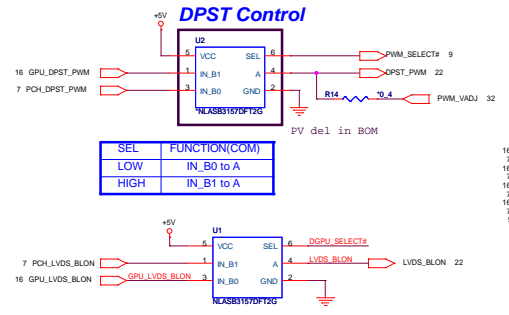 DPST Control
+5V
U2
5 VCC SEL 6 PWM_SELECT# 9
16 GPU_DPST_PWM 1 IN_B1 A 4 DPST_PWM 22
7 PCH_DPST_PWM 3 IN_B0 GND 2
R14 *0_4 PWM_VADJ 32
*NLASB3157DFT2G
PV del in BOM
SEL FUNCTION(COM)
LOW IN_B0 to A
HIGH IN_B1 to A
+5V
U1
5 VCC SEL 6 DGPU_SELECT#
7 PCH_LVDS_BLON 1 IN_B1 A 4 LVDS_BLON LVDS_BLON 22
16 GPU_LVDS_BLON GPU_LVDS_BLON 3 IN_B0 GND 2
NLASB3157DFT2G